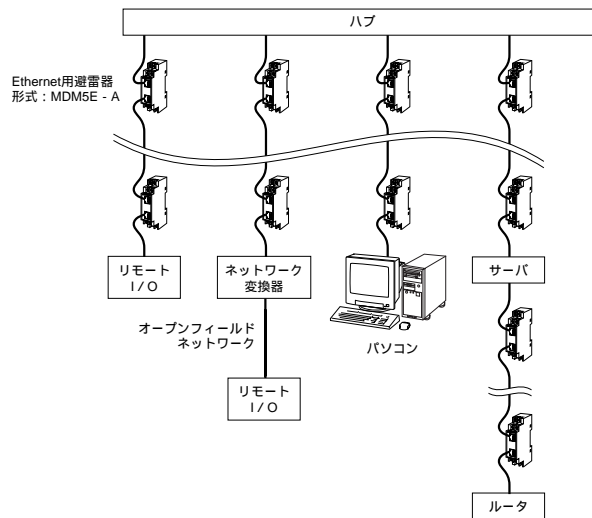 ハブ
Ethernet用避雷器
形式：MDM5E - A
リモート
I / O
ネットワーク
変換器
サーバ
オープンフィールド
ネットワーク
パソコン
リモート
I / O
ルータ